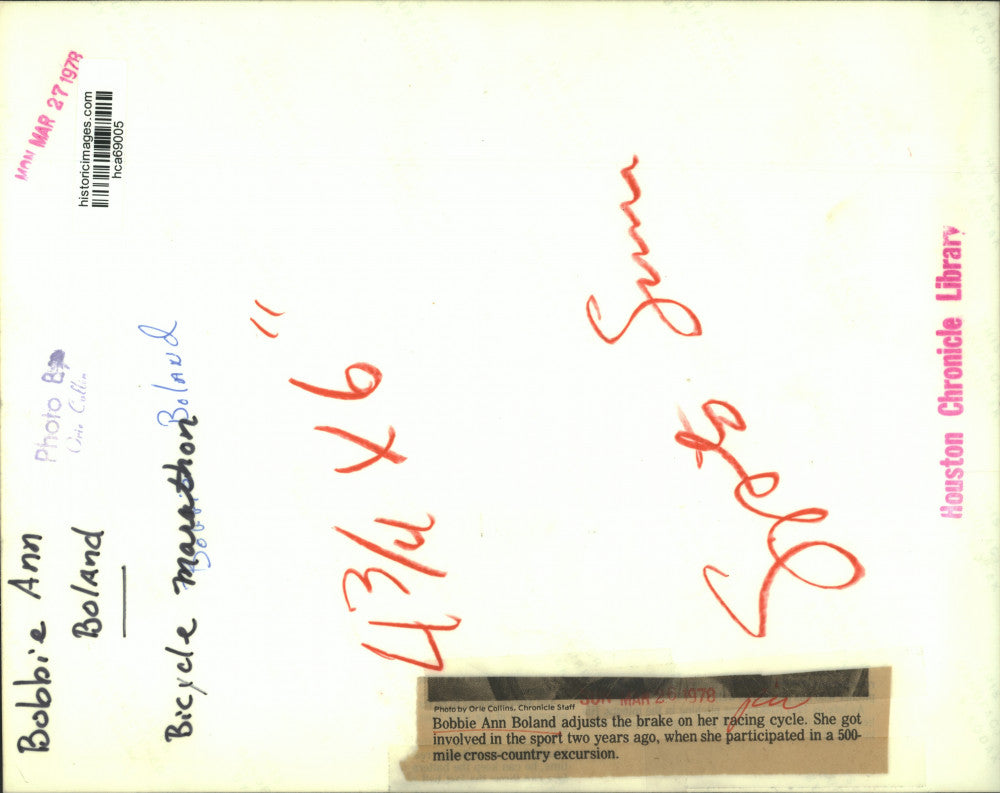 MON MAR 27 1978
historicimages.com
hca69005
Photo By
Orie Collins
Bobbie Ann
Boland
Bicycle marathon
Boland
4 3/4 X 6"
Sunn
Houston Chronicle Library
SUN MAR 26 1978
Photo by Orie Collins, Chronicle Staff
Bobbie Ann Boland adjusts the brake on her racing cycle. She got
involved in the sport two years ago, when she participated in a 500-
mile cross-country excursion.